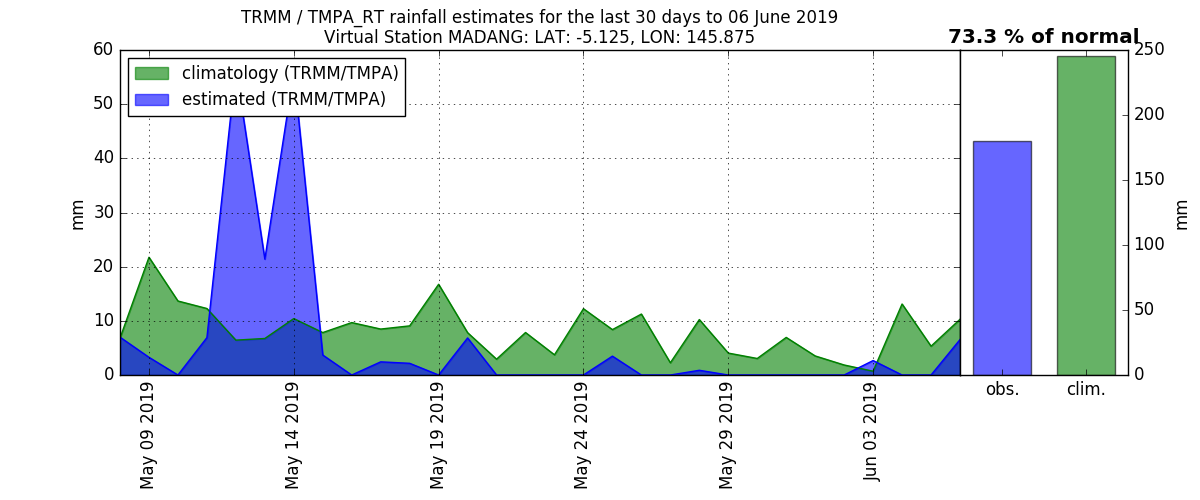 TRMM / TMPA_RT rainfall estimates for the last 30 days to 06 June 2019
Virtual Station MADANG: LAT: -5.125, LON: 145.875
73.3 % of normal
climatology (TRMM/TMPA)
estimated (TRMM/TMPA)
60
50
40
30
20
10
0
mm
May 09 2019
May 14 2019
May 19 2019
May 24 2019
May 29 2019
Jun 03 2019
250
200
150
100
50
0
mm
obs.
clim.